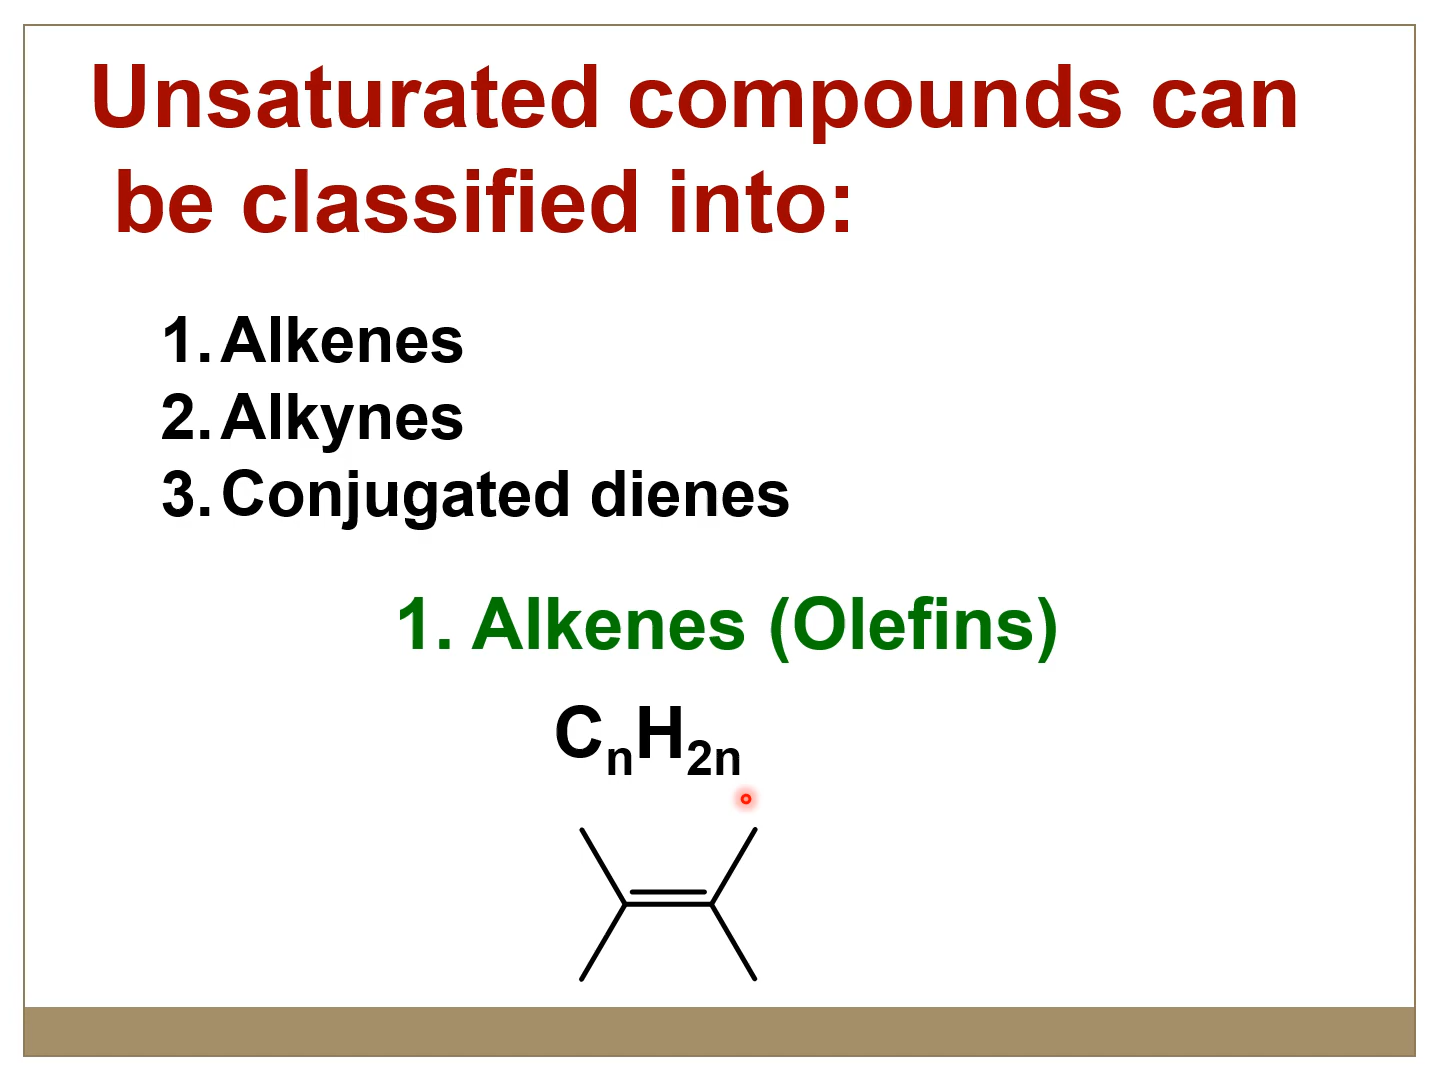 Unsaturated compounds can
be classified into:
1. Alkenes
2. Alkynes
3. Conjugated dienes
1. Alkenes (Olefins)
CnH2n